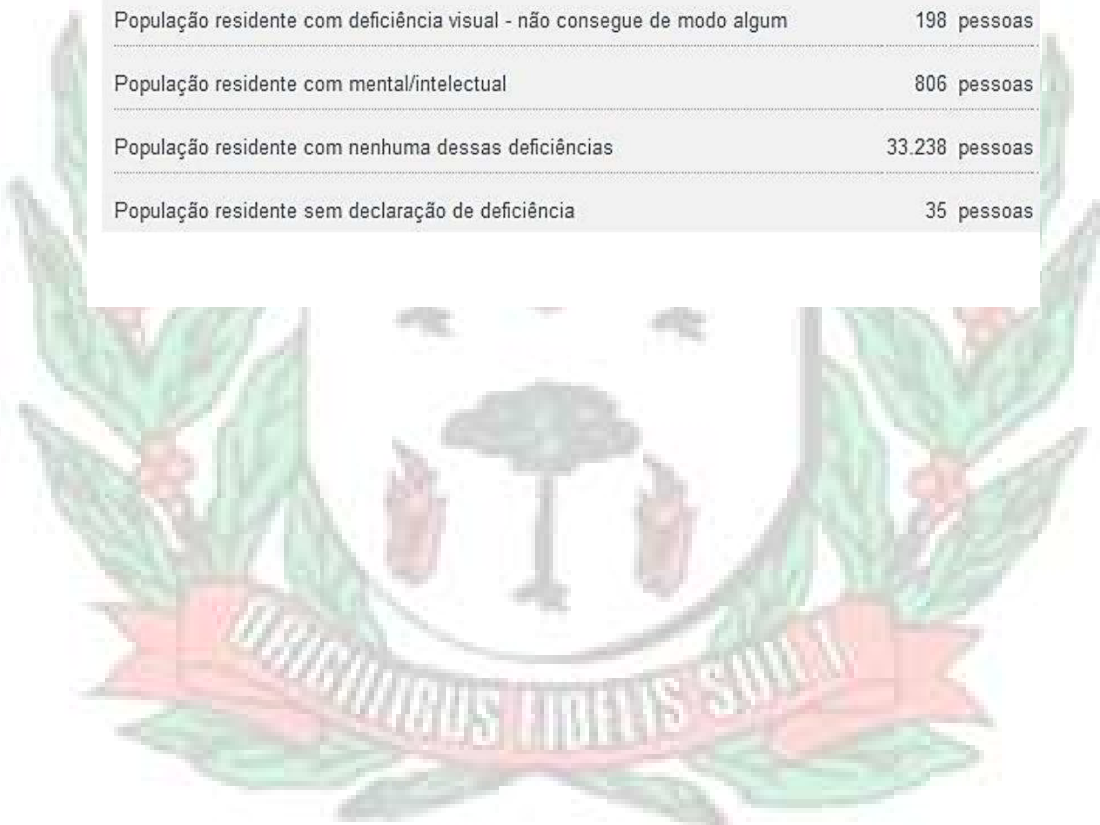 População residente com deficiência visual - não consegue de modo algum 198 pessoas
População residente com mental/intelectual 806 pessoas
População residente com nenhuma dessas deficiências 33.238 pessoas
População residente sem declaração de deficiência 35 pessoas
FIDELIS